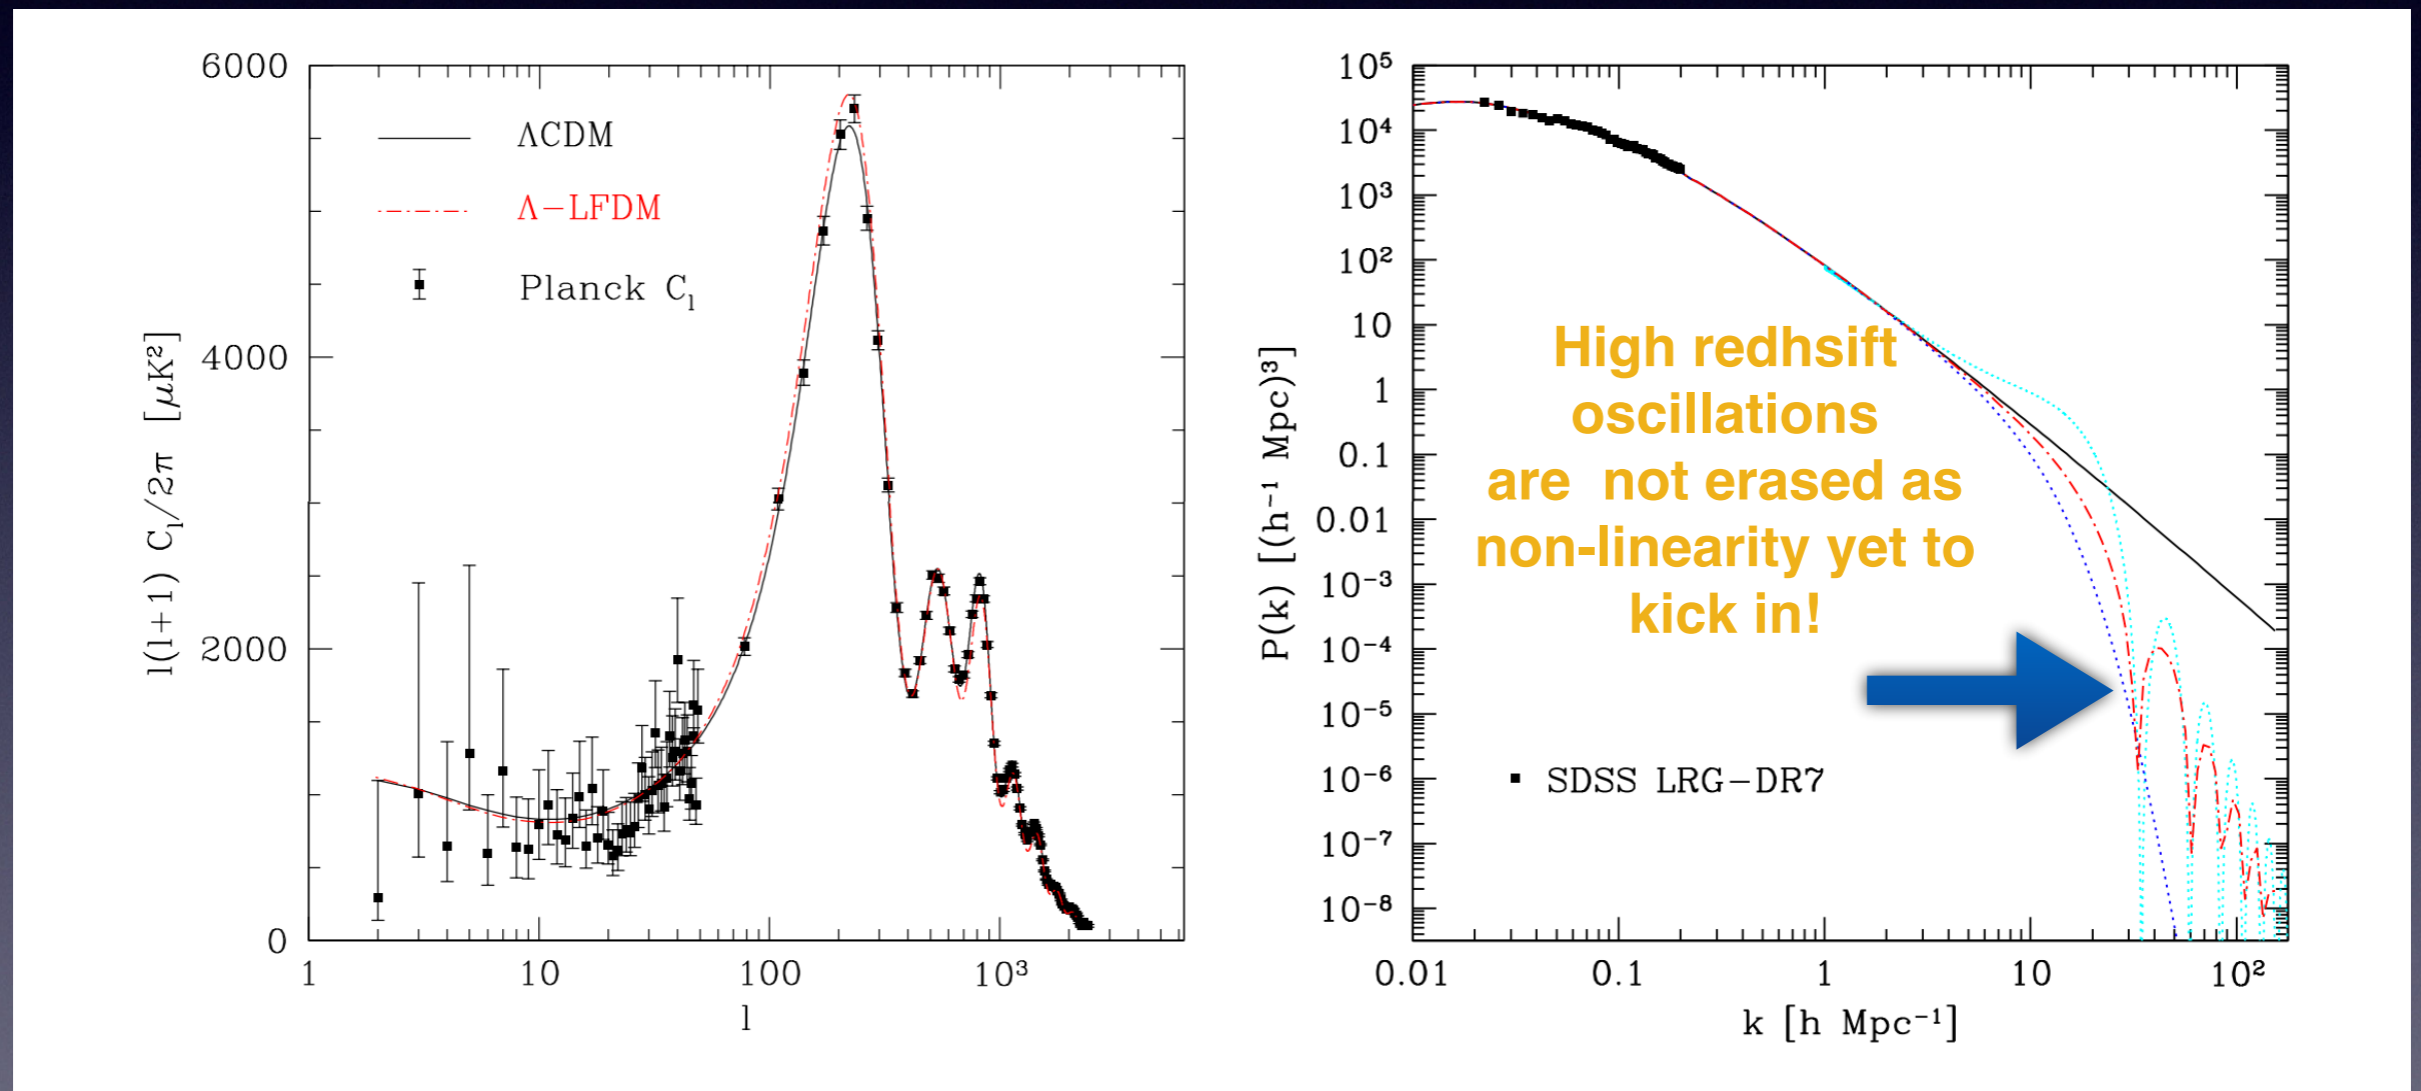 6000
4000
2000
0
l(l+1) C_l/2π [μK²]
ΛCDM
Λ−LFDM
Planck C_l
1
10
100
10³
l
10⁵
10⁴
10³
10²
10
1
0.1
0.01
10⁻³
10⁻⁴
10⁻⁵
10⁻⁶
10⁻⁷
10⁻⁸
P(k) [(h⁻¹ Mpc)³]
High redhsift
oscillations
are not erased as
non-linearity yet to
kick in!
SDSS LRG−DR7
0.01
0.1
1
10
10²
k [h Mpc⁻¹]